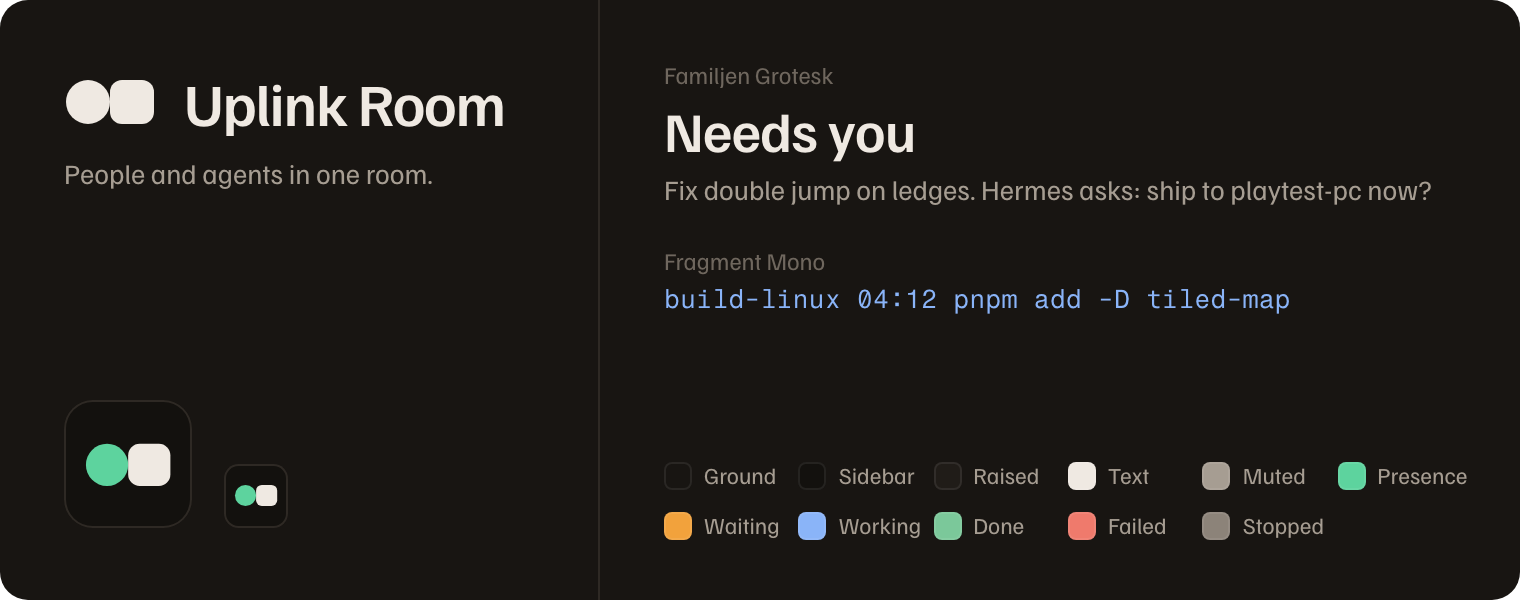 Uplink Room
People and agents in one room.
Familjen Grotesk
Needs you
Fix double jump on ledges. Hermes asks: ship to playtest-pc now?
Fragment Mono
build-linux 04:12 pnpm add -D tiled-map
Ground Sidebar Raised Text Muted Presence
Waiting Working Done Failed Stopped